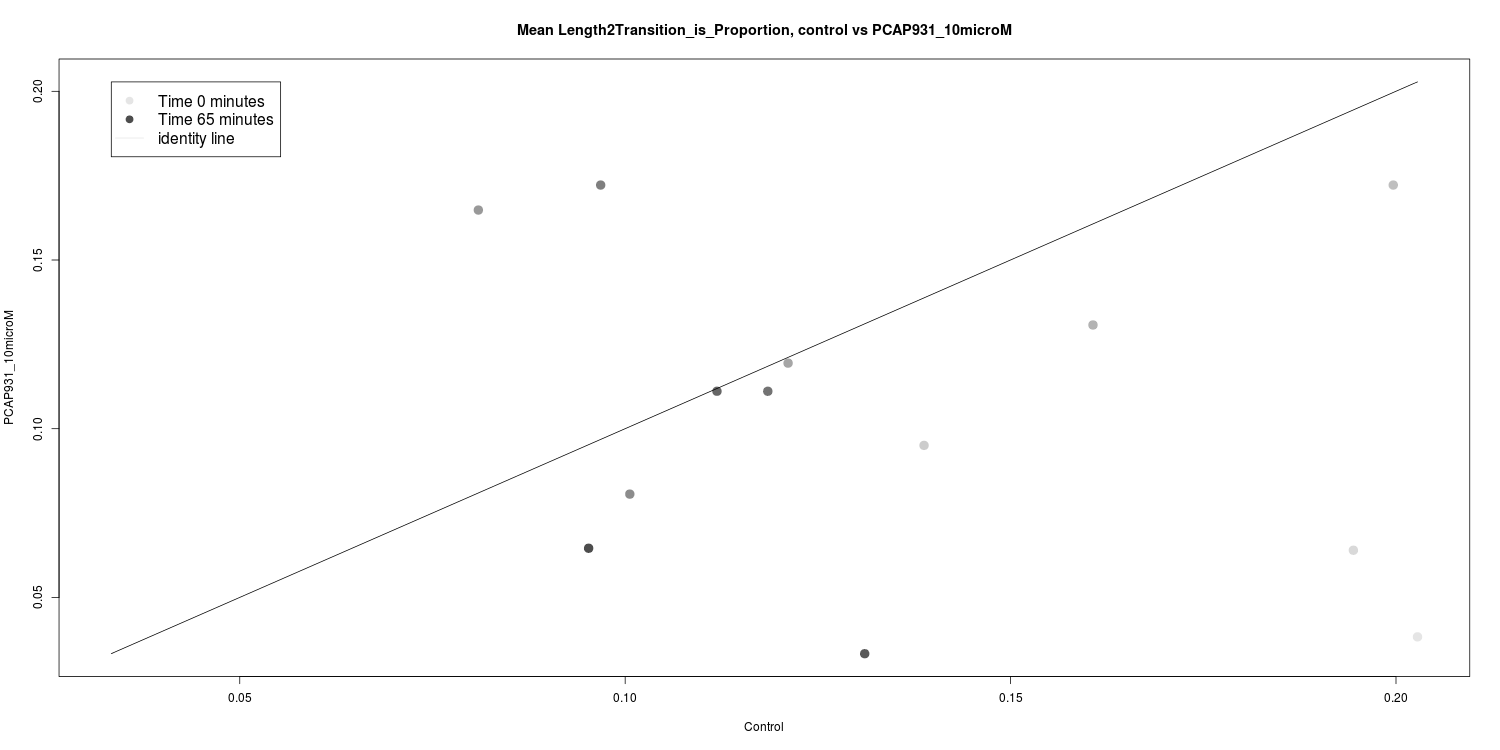 Mean Length2Transition_is_Proportion, control vs PCAP931_10microM
Time 0 minutes
Time 65 minutes
identity line
0.20
0.15
0.10
0.05
PCAP931_10microM
0.05
0.10
0.15
0.20
Control